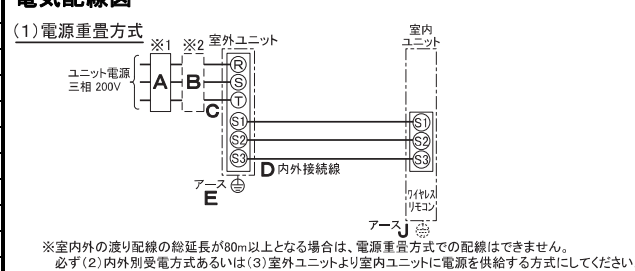 電気配線図
(1)電源重畳方式
※1 ※2 室外ユニット
室内
ユニット
ユニット電源
三相 200V
A
B
C
R
S
T
S1
S2
S3
S1
S2
S3
D 内外接続線
アース
E
ワイヤレス
リモコン
アース J
※室内外の渡り配線の総延長が80m以上となる場合は、電源重畳方式での配線はできません。
必ず(2)内外別受電方式あるいは(3)室外ユニットより室内ユニットに電源を供給する方式にしてください